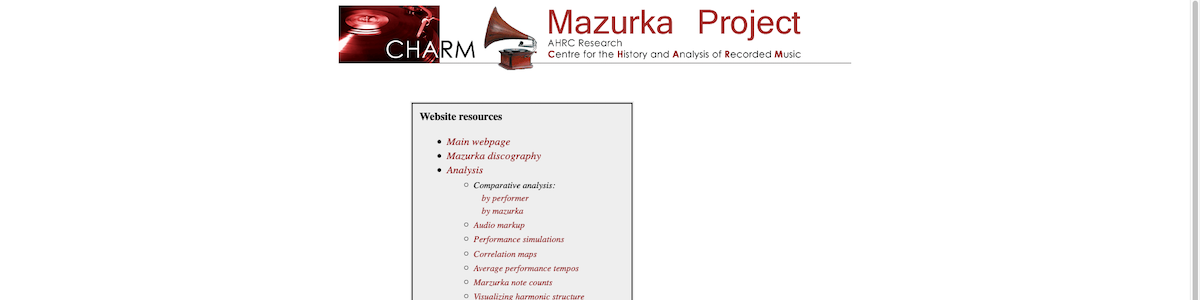 CHARM
Mazurka Project
AHRC Research
Centre for the History and Analysis of Recorded Music
Website resources
Main webpage
Mazurka discography
Analysis
Comparative analysis:
by performer
by mazurka
Audio markup
Performance simulations
Correlation maps
Average performance tempos
Marzurka note counts
Visualizing harmonic structure